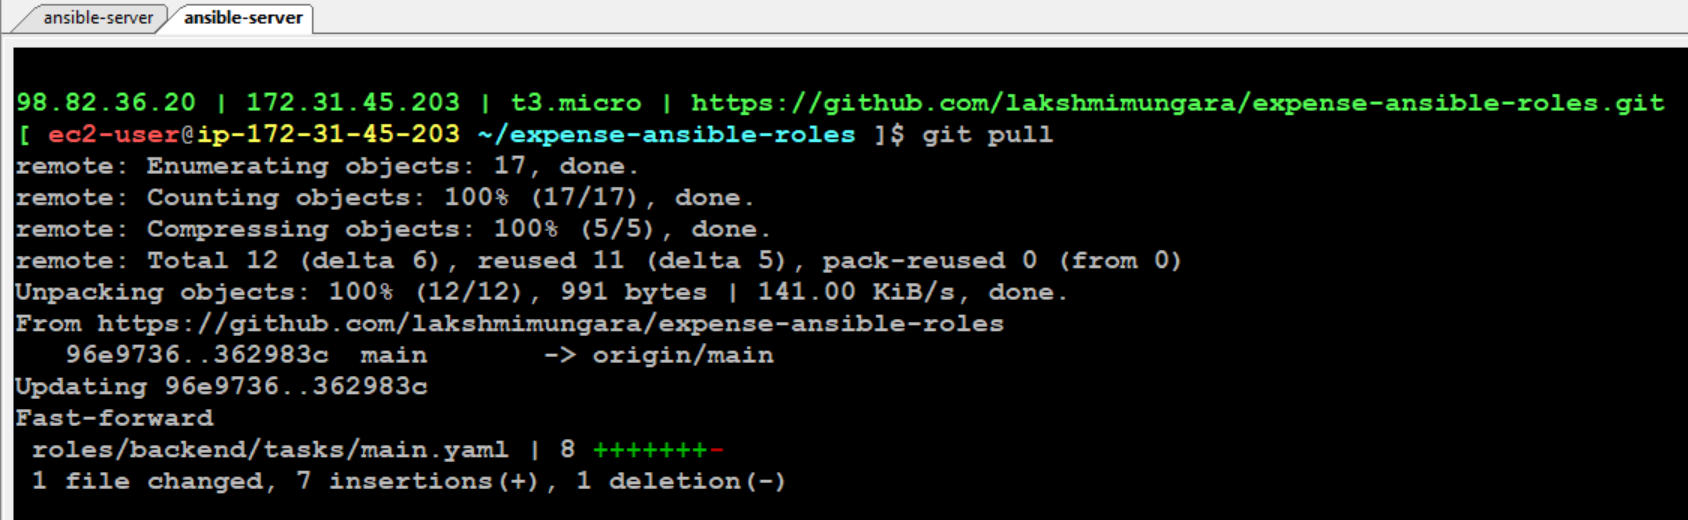 ansible-server
ansible-server
98.82.36.20 | 172.31.45.203 | t3.micro | https://github.com/lakshmimungara/expense-ansible-roles.git
[ ec2-user@ip-172-31-45-203 ~/expense-ansible-roles ]$ git pull
remote: Enumerating objects: 17, done.
remote: Counting objects: 100% (17/17), done.
remote: Compressing objects: 100% (5/5), done.
remote: Total 12 (delta 6), reused 11 (delta 5), pack-reused 0 (from 0)
Unpacking objects: 100% (12/12), 991 bytes | 141.00 KiB/s, done.
From https://github.com/lakshmimungara/expense-ansible-roles
   96e9736..362983c  main       -> origin/main
Updating 96e9736..362983c
Fast-forward
 roles/backend/tasks/main.yaml | 8 +++++++-
 1 file changed, 7 insertions(+), 1 deletion(-)